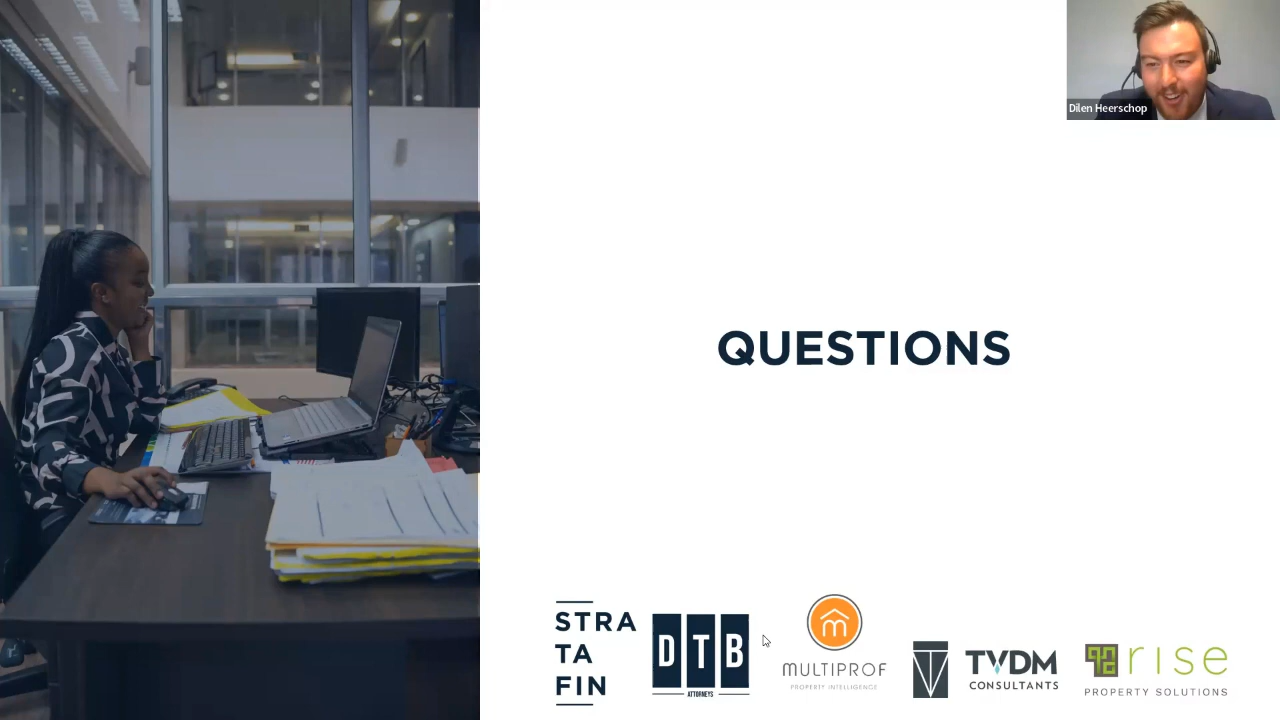 Dilen Heerschop
QUESTIONS
STRA
TA
FIN
DTB
ATTORNEYS
m
MULTIPROF
PROPERTY INTELLIGENCE
TVDM
CONSULTANTS
rise
PROPERTY SOLUTIONS